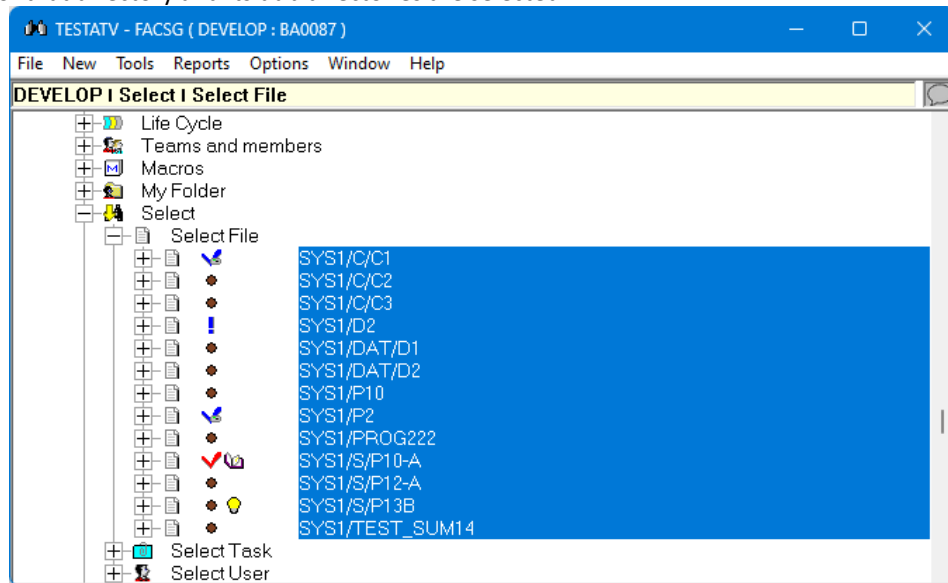 TESTATV - FACSG ( DEVELOP : BA0087 )
File New Tools Reports Options Window Help
DEVELOP I Select I Select File
Life Cycle
Teams and members
Macros
My Folder
Select
Select File
SYS1/C/C1
SYS1/C/C2
SYS1/C/C3
SYS1/D2
SYS1/DAT/D1
SYS1/DAT/D2
SYS1/P10
SYS1/P2
SYS1/PROG222
SYS1/S/P10-A
SYS1/S/P12-A
SYS1/S/P13B
SYS1/TEST_SUM14
Select Task
Select User